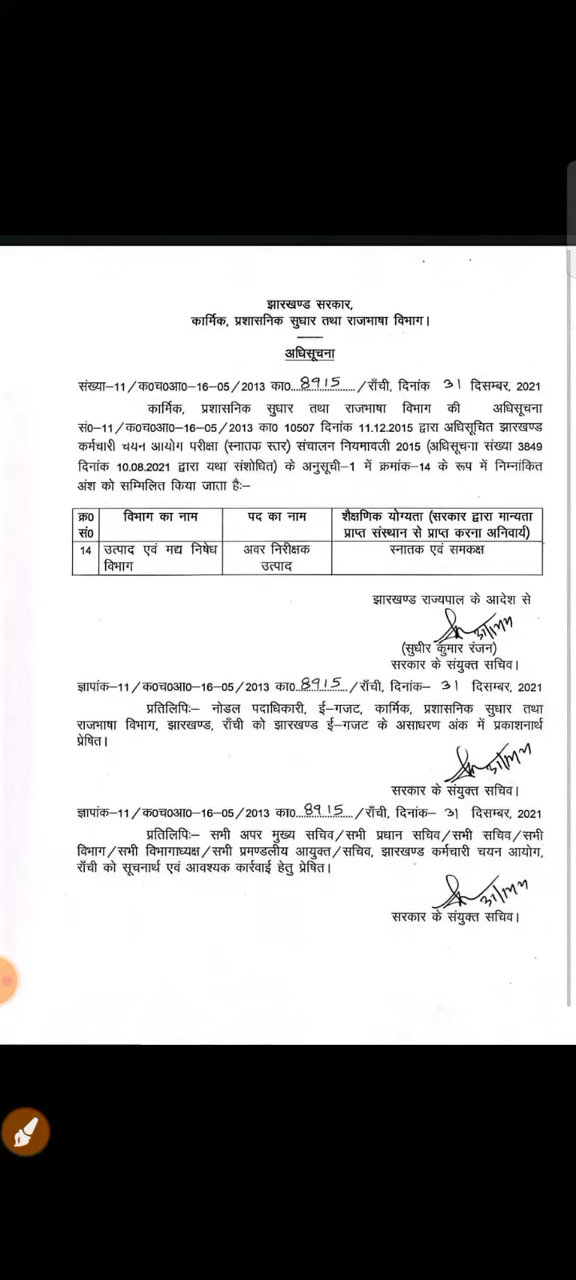 झारखण्ड सरकार,
कार्मिक, प्रशासनिक सुधार तथा राजभाषा विभाग।
अधिसूचना
संख्या–11/क0च0आ0–16–05/2013 का0...8915.../राँची, दिनांक 31 दिसम्बर, 2021
कार्मिक, प्रशासनिक सुधार तथा राजभाषा विभाग की अधिसूचना
सं0–11/क0च0आ0–16–05/2013 का0 10507 दिनांक 11.12.2015 द्वारा अधिसूचित झारखण्ड
कर्मचारी चयन आयोग परीक्षा (स्नातक स्तर) संचालन नियमावली 2015 (अधिसूचना संख्या 3849
दिनांक 10.08.2021 द्वारा यथा संशोधित) के अनुसूची–1 में क्रमांक–14 के रूप में निम्नांकित
अंश को सम्मिलित किया जाता है:–
क्र0 सं0 विभाग का नाम पद का नाम शैक्षणिक योग्यता (सरकार द्वारा मान्यता
प्राप्त संस्थान से प्राप्त करना अनिवार्य)
14 उत्पाद एवं मद्य निषेध अवर निरीक्षक स्नातक एवं समकक्ष
विभाग उत्पाद
झारखण्ड राज्यपाल के आदेश से
(सुधीर कुमार रंजन)
सरकार के संयुक्त सचिव।
ज्ञापांक–11/क0च0आ0–16–05/2013 का0...8915.../राँची, दिनांक– 31 दिसम्बर, 2021
प्रतिलिपिः– नोडल पदाधिकारी, ई–गजट, कार्मिक, प्रशासनिक सुधार तथा
राजभाषा विभाग, झारखण्ड, राँची को झारखण्ड ई–गजट के असाधरण अंक में प्रकाशनार्थ
प्रेषित।
सरकार के संयुक्त सचिव।
ज्ञापांक–11/क0च0आ0–16–05/2013 का0...8915.../राँची, दिनांक– 31 दिसम्बर, 2021
प्रतिलिपिः– सभी अपर मुख्य सचिव/सभी प्रधान सचिव/सभी सचिव/सभी
विभाग/सभी विभागाध्यक्ष/सभी प्रमण्डलीय आयुक्त/सचिव, झारखण्ड कर्मचारी चयन आयोग,
राँची को सूचनार्थ एवं आवश्यक कार्रवाई हेतु प्रेषित।
सरकार के संयुक्त सचिव।